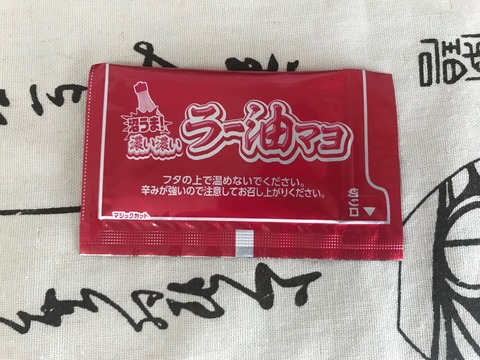 沼うま!
濃い濃い
ラー油マヨ
フタの上で温めないでください。
辛みが強いので注意してお召し上がりください。
マジックカット
切り口